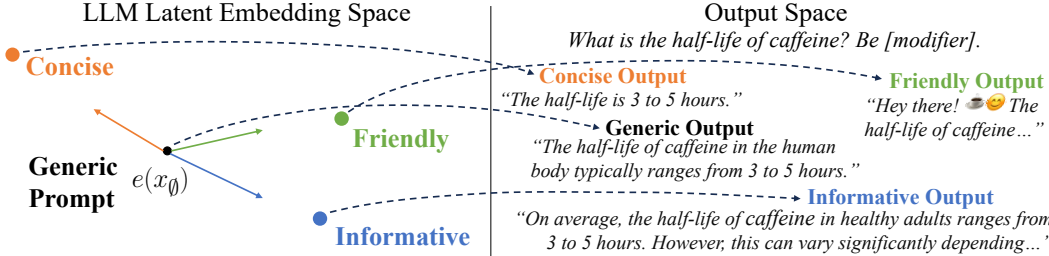 LLM Latent Embedding Space
Concise
Generic
Prompt
e(x_∅)
Friendly
Informative
Output Space
What is the half-life of caffeine? Be [modifier].
Concise Output
“The half-life is 3 to 5 hours.”
Friendly Output
“Hey there! ☕😊 The
half-life of caffeine…”
Generic Output
“The half-life of caffeine in the human
body typically ranges from 3 to 5 hours.”
Informative Output
“On average, the half-life of caffeine in healthy adults ranges from
3 to 5 hours. However, this can vary significantly depending…”